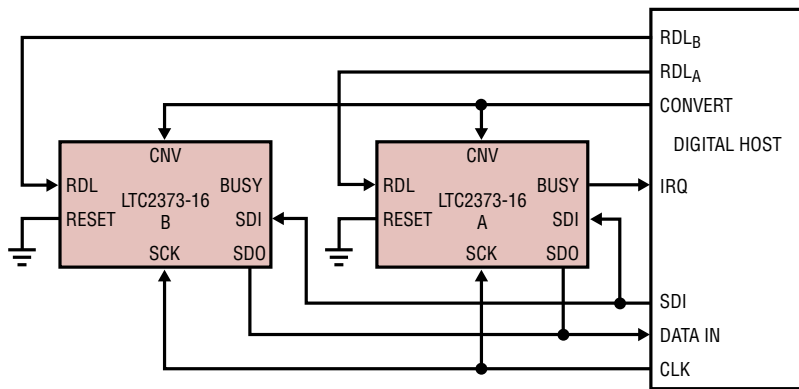 RDLB
RDLA
CONVERT
DIGITAL HOST
IRQ
SDI
DATA IN
CLK
CNV
RDL
BUSY
LTC2373-16
B
RESET
SDI
SCK
SDO
CNV
RDL
BUSY
LTC2373-16
A
RESET
SDI
SCK
SDO